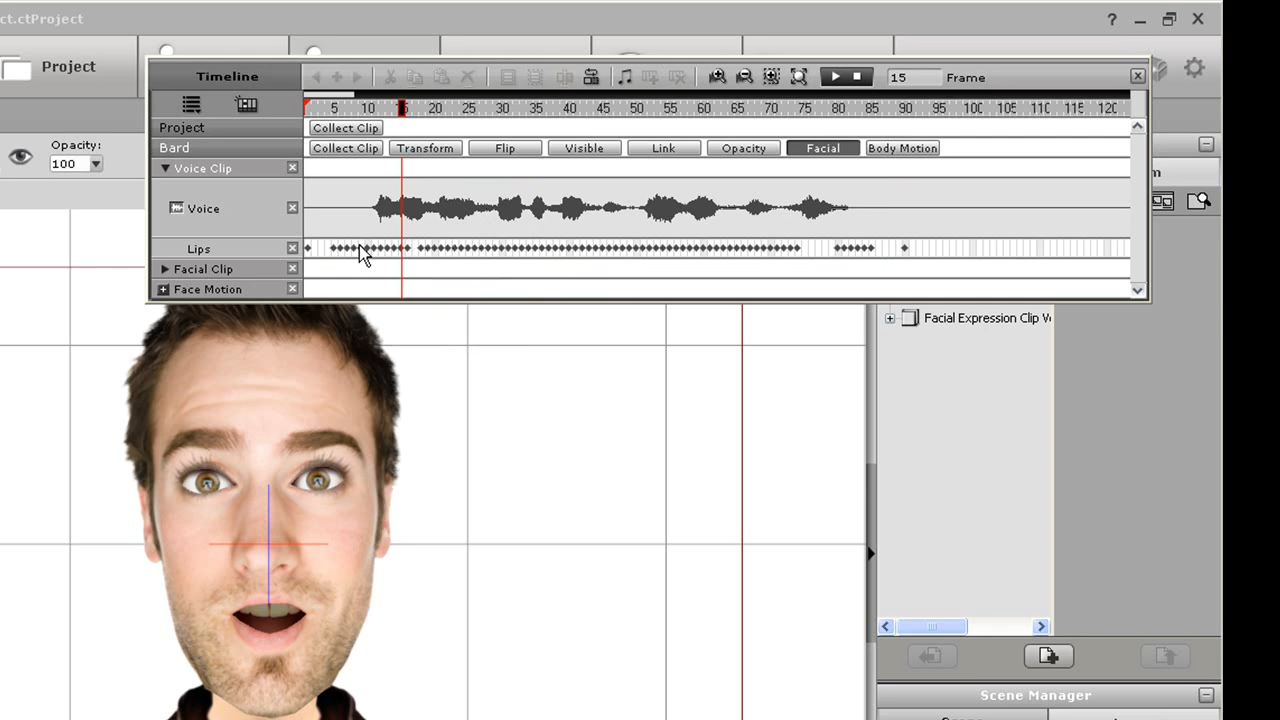 ct.ctProject
?
Project
Timeline
15 Frame
5 10 15 20 25 30 35 40 45 50 55 60 65 70 75 80 85 90 95 100 105 110 115 120
Project
Collect Clip
Bard
Collect Clip Transform Flip Visible Link Opacity Facial Body Motion
Opacity:
100
Voice Clip
Voice
Lips
Facial Clip
Face Motion
m
Facial Expression Clip
Scene Manager